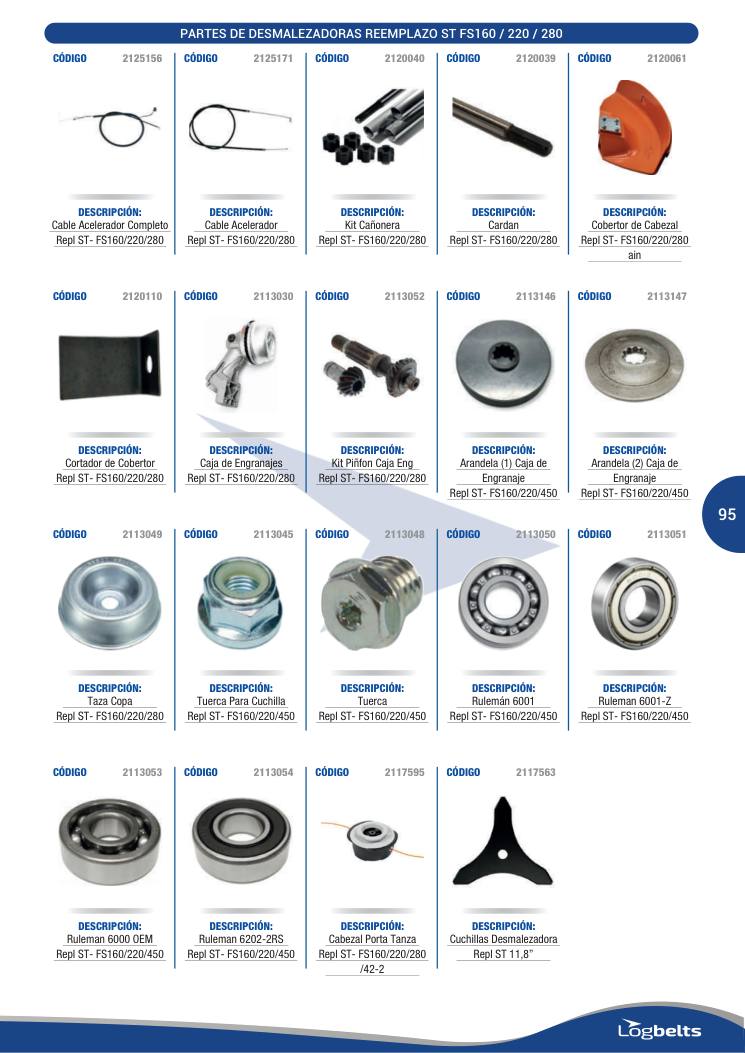 PARTES DE DESMALEZADORAS REEMPLAZO ST FS160 / 220 / 280
CÓDIGO 2125156
DESCRIPCIÓN:
Cable Acelerador Completo
Repl ST- FS160/220/280
CÓDIGO 2125171
DESCRIPCIÓN:
Cable Acelerador
Repl ST- FS160/220/280
CÓDIGO 2120040
DESCRIPCIÓN:
Kit Cañonera
Repl ST- FS160/220/280
CÓDIGO 2120039
DESCRIPCIÓN:
Cardan
Repl ST- FS160/220/280
CÓDIGO 2120061
DESCRIPCIÓN:
Cobertor de Cabezal
Repl ST- FS160/220/280
ain
CÓDIGO 2120110
DESCRIPCIÓN:
Cortador de Cobertor
Repl ST- FS160/220/280
CÓDIGO 2113030
DESCRIPCIÓN:
Caja de Engranajes
Repl ST- FS160/220/280
CÓDIGO 2113052
DESCRIPCIÓN:
Kit Piñfon Caja Eng
Repl ST- FS160/220/280
CÓDIGO 2113146
DESCRIPCIÓN:
Arandela (1) Caja de
Engranaje
Repl ST- FS160/220/450
CÓDIGO 2113147
DESCRIPCIÓN:
Arandela (2) Caja de
Engranaje
Repl ST- FS160/220/450
95
CÓDIGO 2113049
DESCRIPCIÓN:
Taza Copa
Repl ST- FS160/220/280
CÓDIGO 2113045
DESCRIPCIÓN:
Tuerca Para Cuchilla
Repl ST- FS160/220/450
CÓDIGO 2113048
DESCRIPCIÓN:
Tuerca
Repl ST- FS160/220/450
CÓDIGO 2113050
DESCRIPCIÓN:
Rulemán 6001
Repl ST- FS160/220/450
CÓDIGO 2113051
DESCRIPCIÓN:
Ruleman 6001-Z
Repl ST- FS160/220/450
CÓDIGO 2113053
DESCRIPCIÓN:
Ruleman 6000 OEM
Repl ST- FS160/220/450
CÓDIGO 2113054
DESCRIPCIÓN:
Ruleman 6202-2RS
Repl ST- FS160/220/450
CÓDIGO 2117595
DESCRIPCIÓN:
Cabezal Porta Tanza
Repl ST- FS160/220/280
/42-2
CÓDIGO 2117563
DESCRIPCIÓN:
Cuchillas Desmalezadora
Repl ST 11,8”
Logbelts